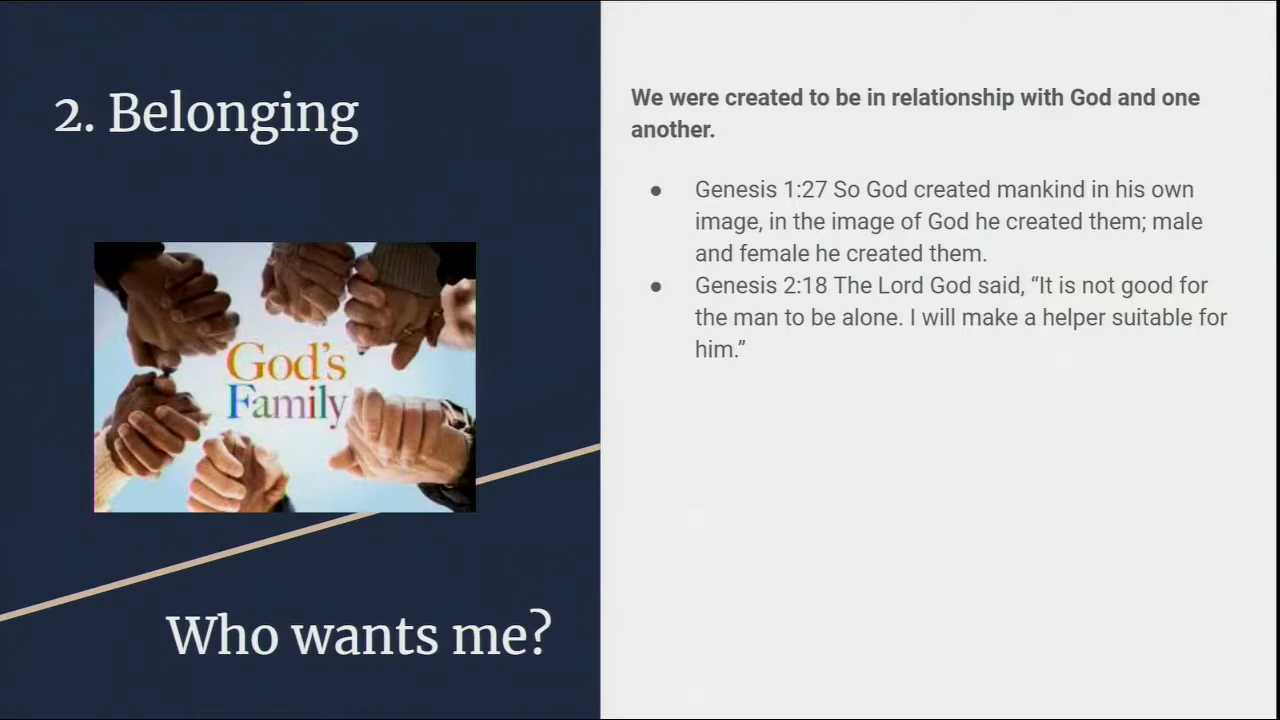 2. Belonging
God's
Family
Who wants me?
We were created to be in relationship with God and one
another.
● Genesis 1:27 So God created mankind in his own
image, in the image of God he created them; male
and female he created them.
● Genesis 2:18 The Lord God said, “It is not good for
the man to be alone. I will make a helper suitable for
him.”